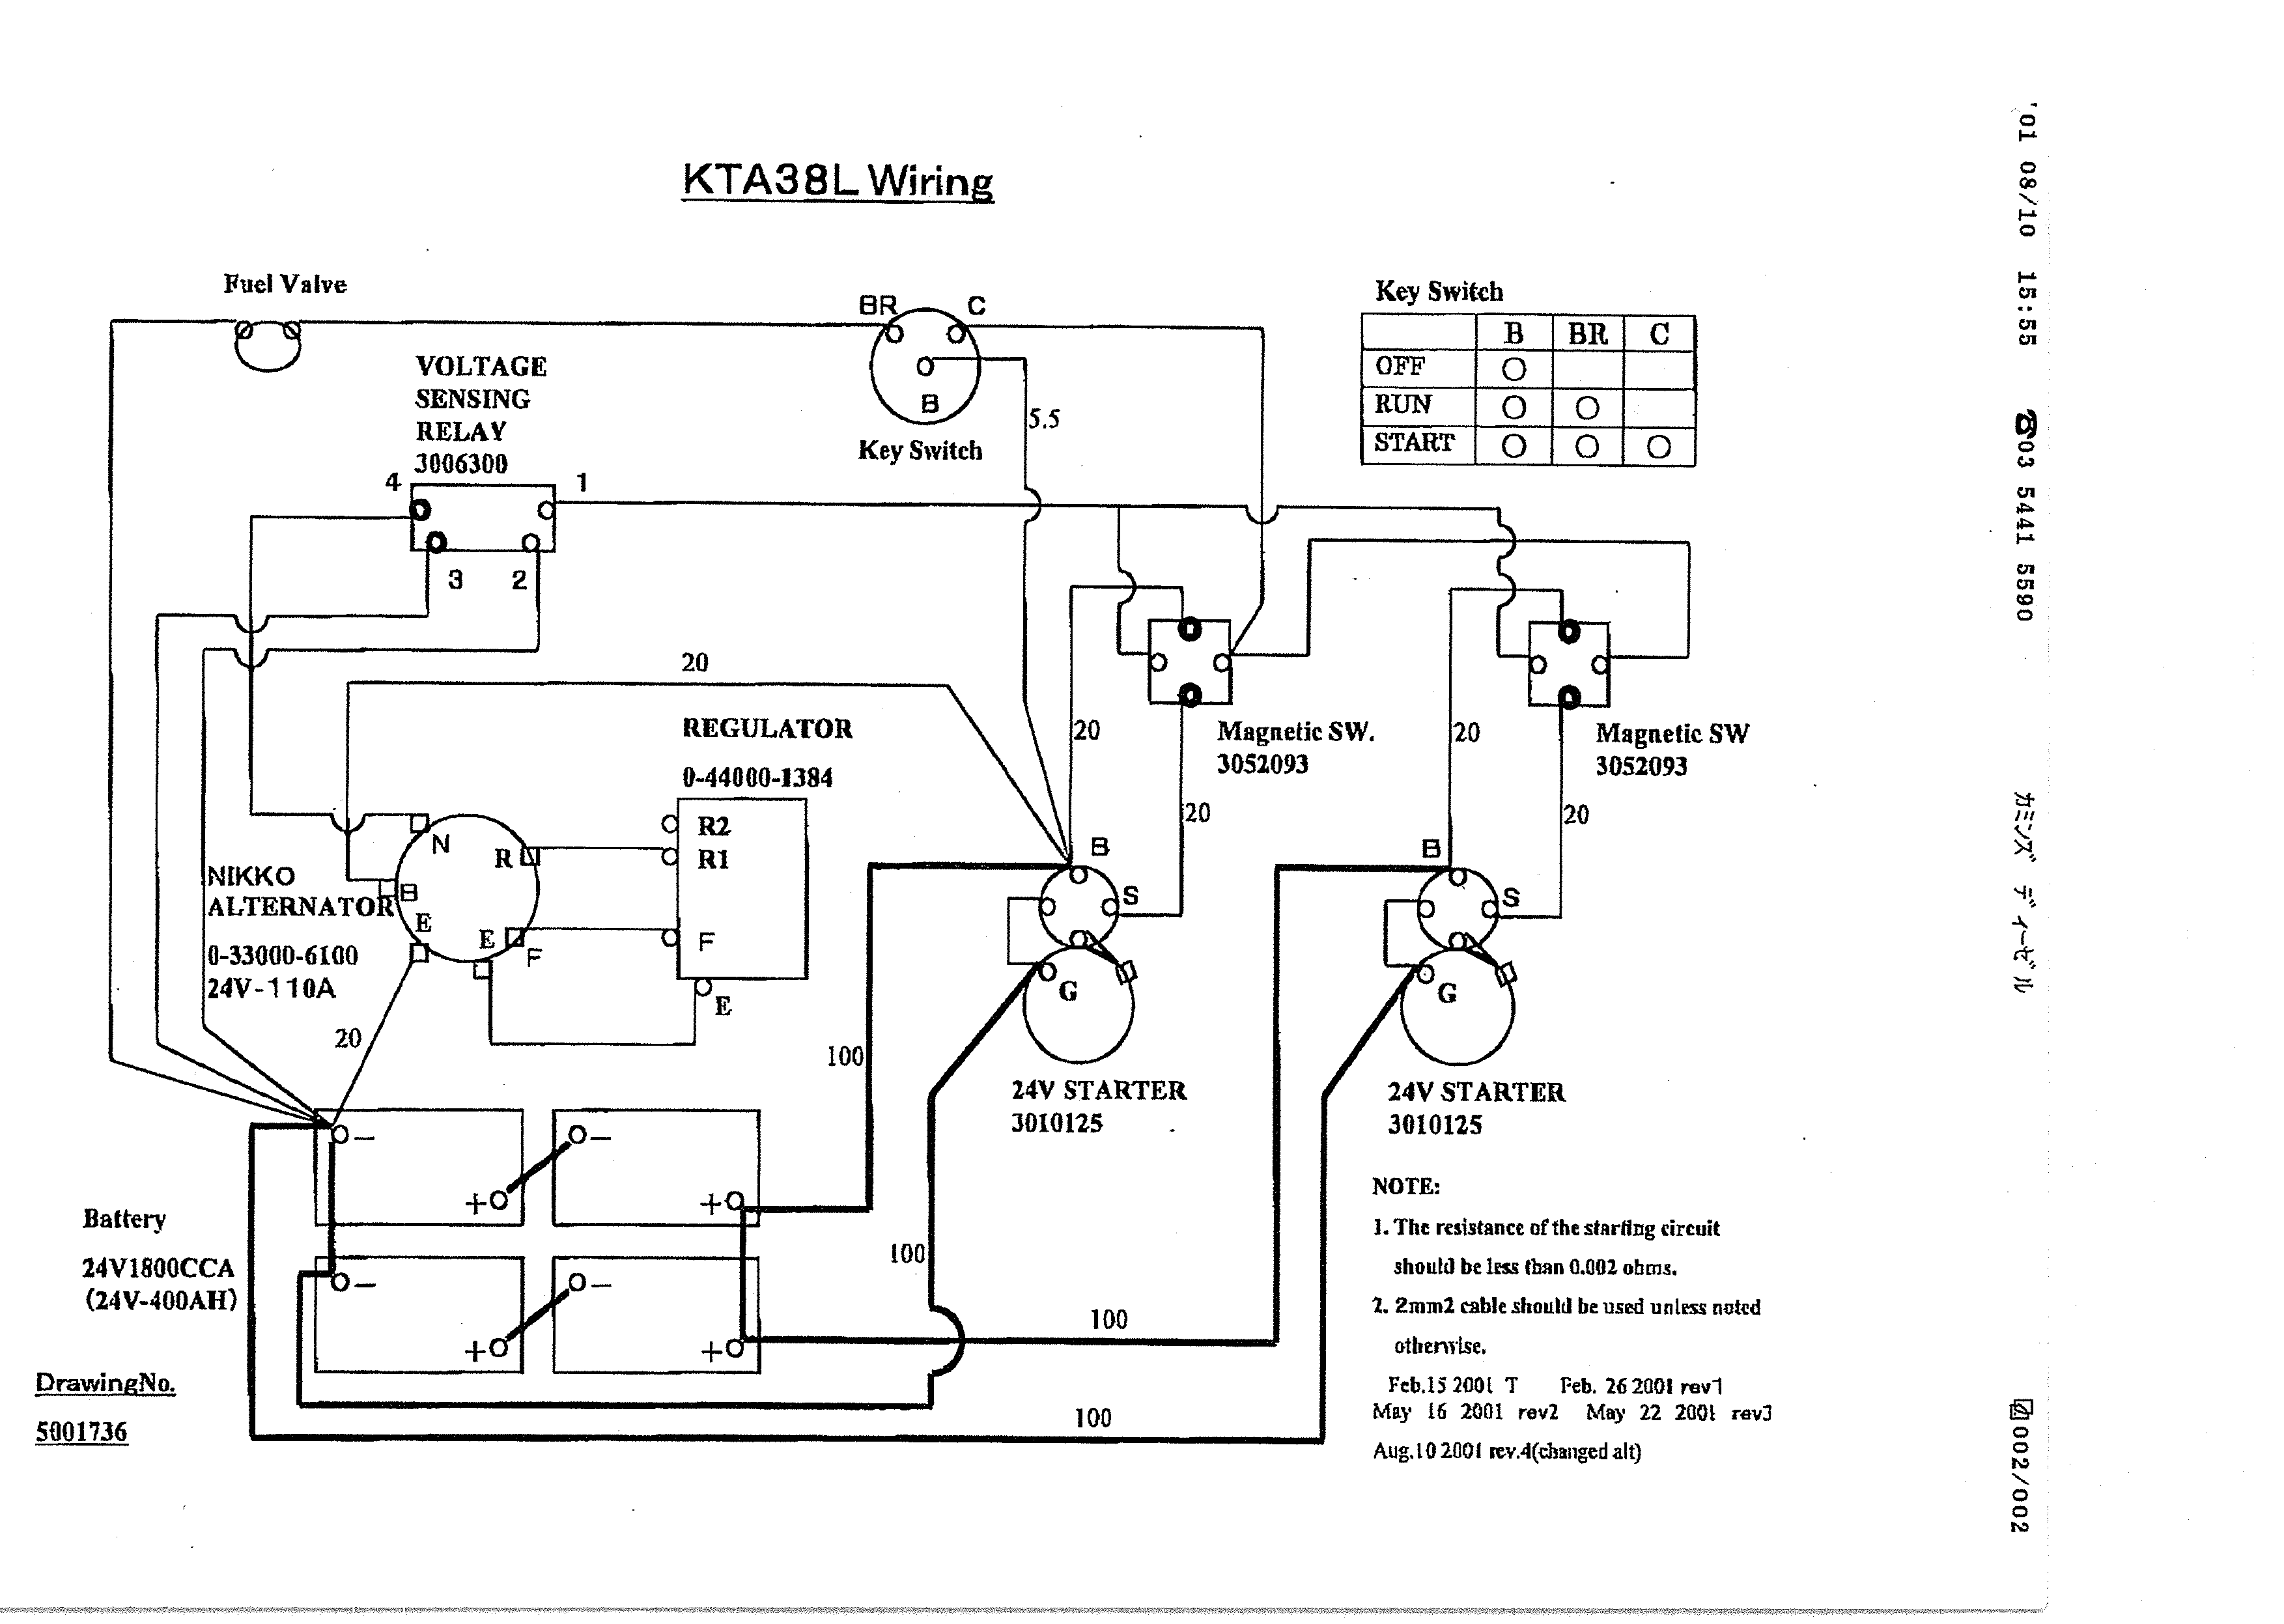 KTA38L Wiring
Fuel Valve
BR
C
B
Key Switch
5.5
Key Switch
B BR C
OFF
RUN
START
VOLTAGE
SENSING
RELAY
3006300
4
1
3
2
20
REGULATOR
0-44000-1384
R2
R1
F
E
N
R
B
E
E
F
NIKKO
ALTERNATOR
0-33000-6100
24V-110A
20
20
Magnetic SW.
3052093
20
20
Magnetic SW
3052093
20
B
S
G
24V STARTER
3010125
B
S
G
24V STARTER
3010125
100
100
100
100
−
−
+
+
−
−
+
+
Battery
24V1800CCA
(24V-400AH)
DrawingNo.
5001736
NOTE:
1. The resistance of the starting circuit
should be less than 0.002 ohms.
2. 2mm2 cable should be used unless noted
otherwise.
Feb.15 2001 T Feb. 26 2001 rev1
May 16 2001 rev2 May 22 2001 rev3
Aug.10 2001 rev.4(changed alt)
'01 08/10 15:55 ☎03 5441 5590 カミンズ ディーゼル 002/002